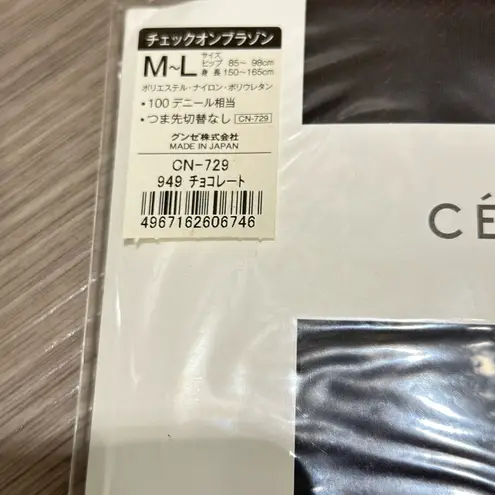 チェックオンブラゾン
M~L サイズ
ヒップ 85~ 98cm
身 長 150~165cm
ポリエステル・ナイロン・ポリウレタン
・100 デニール相当
・つま先切替なし CN-729
グンゼ株式会社
MADE IN JAPAN
CN-729
949 チョコレート
4967162606746
CÉ